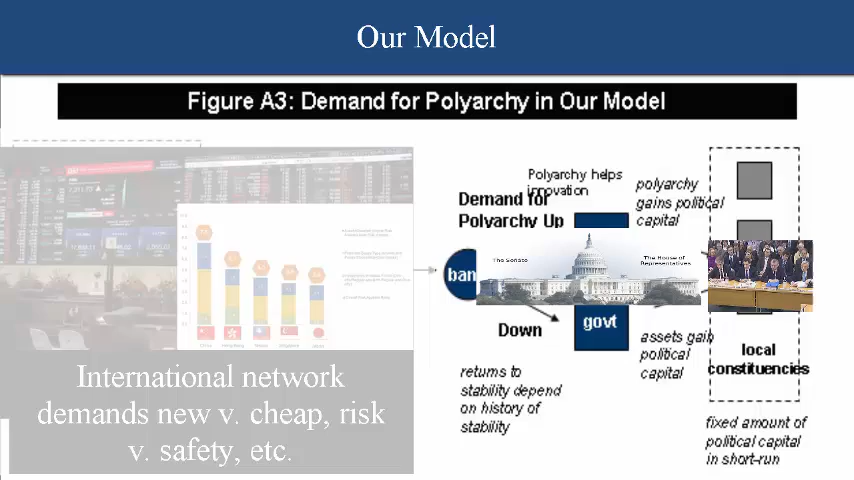 Our Model
Figure A3: Demand for Polyarchy in Our Model
Polyarchy helps
innovation
Demand for
Polyarchy Up
polyarchy
gains political
capital
The Senate
The House of
Representatives
ban
Down
govt
assets gain
political
capital
local
constituencies
returns to
stability depend
on history of
stability
fixed amount of
political capital
in short-run
International network
demands new v. cheap, risk
v. safety, etc.